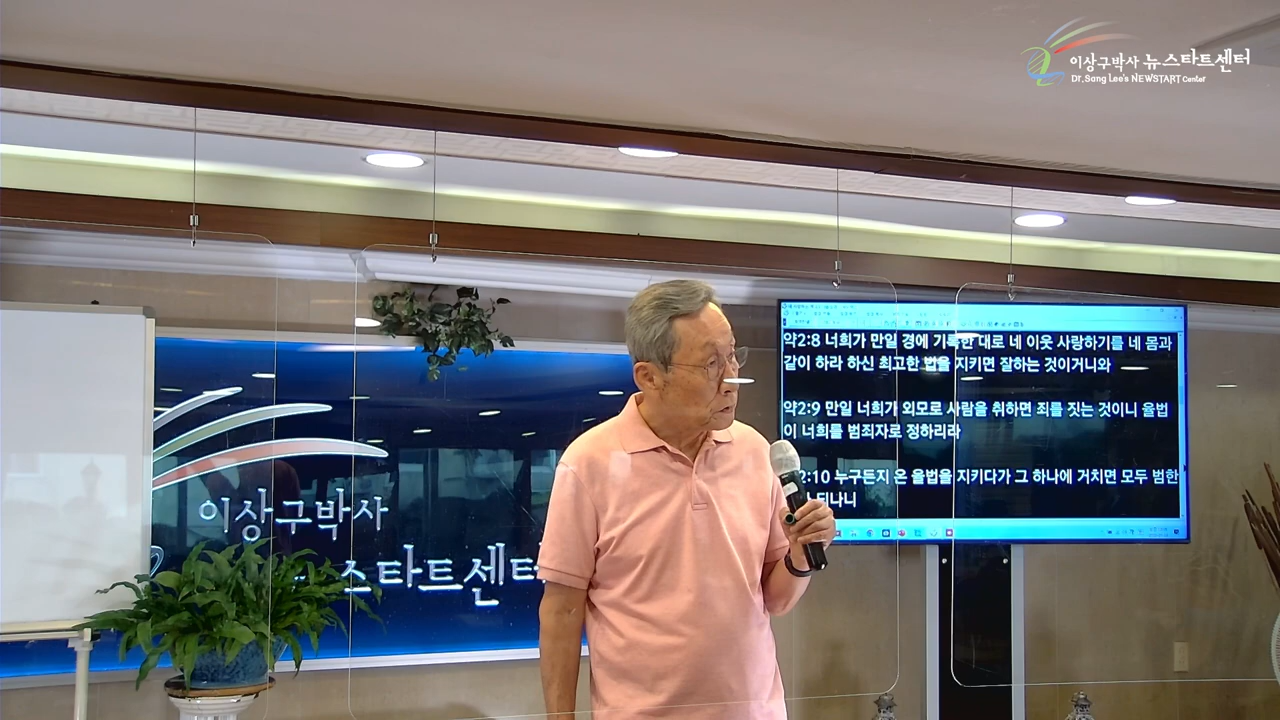 이상구박사 뉴스타트센터
Dr. Sang Lee's NEWSTART Center
약2:8 너희가 만일 경에 기록한 대로 네 이웃 사랑하기를 네 몸과
같이 하라 하신 최고한 법을 지키면 잘하는 것이거니와
약2:9 만일 너희가 외모로 사람을 취하면 죄를 짓는 것이니 율법
이 너희를 범죄자로 정하리라
2:10 누구든지 온 율법을 지키다가 그 하나에 거치면 모두 범한
되나니
이상구박사
스타트센터